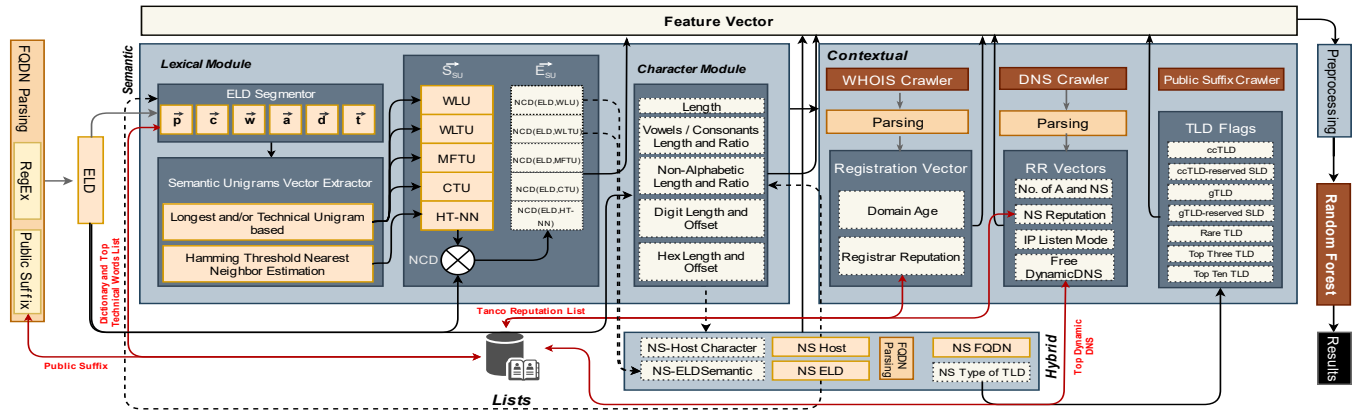 Feature Vector
FQDN Parsing
RegEx
Public Suffix
ELD
Semantic
Lexical Module
ELD Segmentor
p c w a d t
Semantic Unigrams Vector Extractor
Longest and/or Technical Unigram
based
Hamming Threshold Nearest
Neighbor Estimation
S_SU
WLU
WLTU
MFTU
CTU
HT-NN
NCD
E_SU
NCD(ELD,WLU)
NCD(ELD,WLTU)
NCD(ELD,MFTU)
NCD(ELD,CTU)
NCD(ELD,HT-
NN)
Character Module
Length
Vowels / Consonants
Length and Ratio
Non-Alphabetic
Length and Ratio
Digit Length and
Offset
Hex Length and
Offset
Contextual
WHOIS Crawler
Parsing
Registration Vector
Domain Age
Registrar Reputation
DNS Crawler
Parsing
RR Vectors
No. of A and NS
NS Reputation
IP Listen Mode
Free
DynamicDNS
Public Suffix Crawler
TLD Flags
ccTLD
ccTLD-reserved SLD
gTLD
gTLD-reserved SLD
Rare TLD
Top Three TLD
Top Ten TLD
Preprocessing
Random Forest
Results
Dictionary and Top
Technical Words List
Public Suffix
Tanco Reputation List
Top Dynamic
DNS
NS-Host Character
NS-ELDSemantic
NS Host
NS ELD
FQDN
Parsing
NS FQDN
NS Type of TLD
Hybrid
Lists